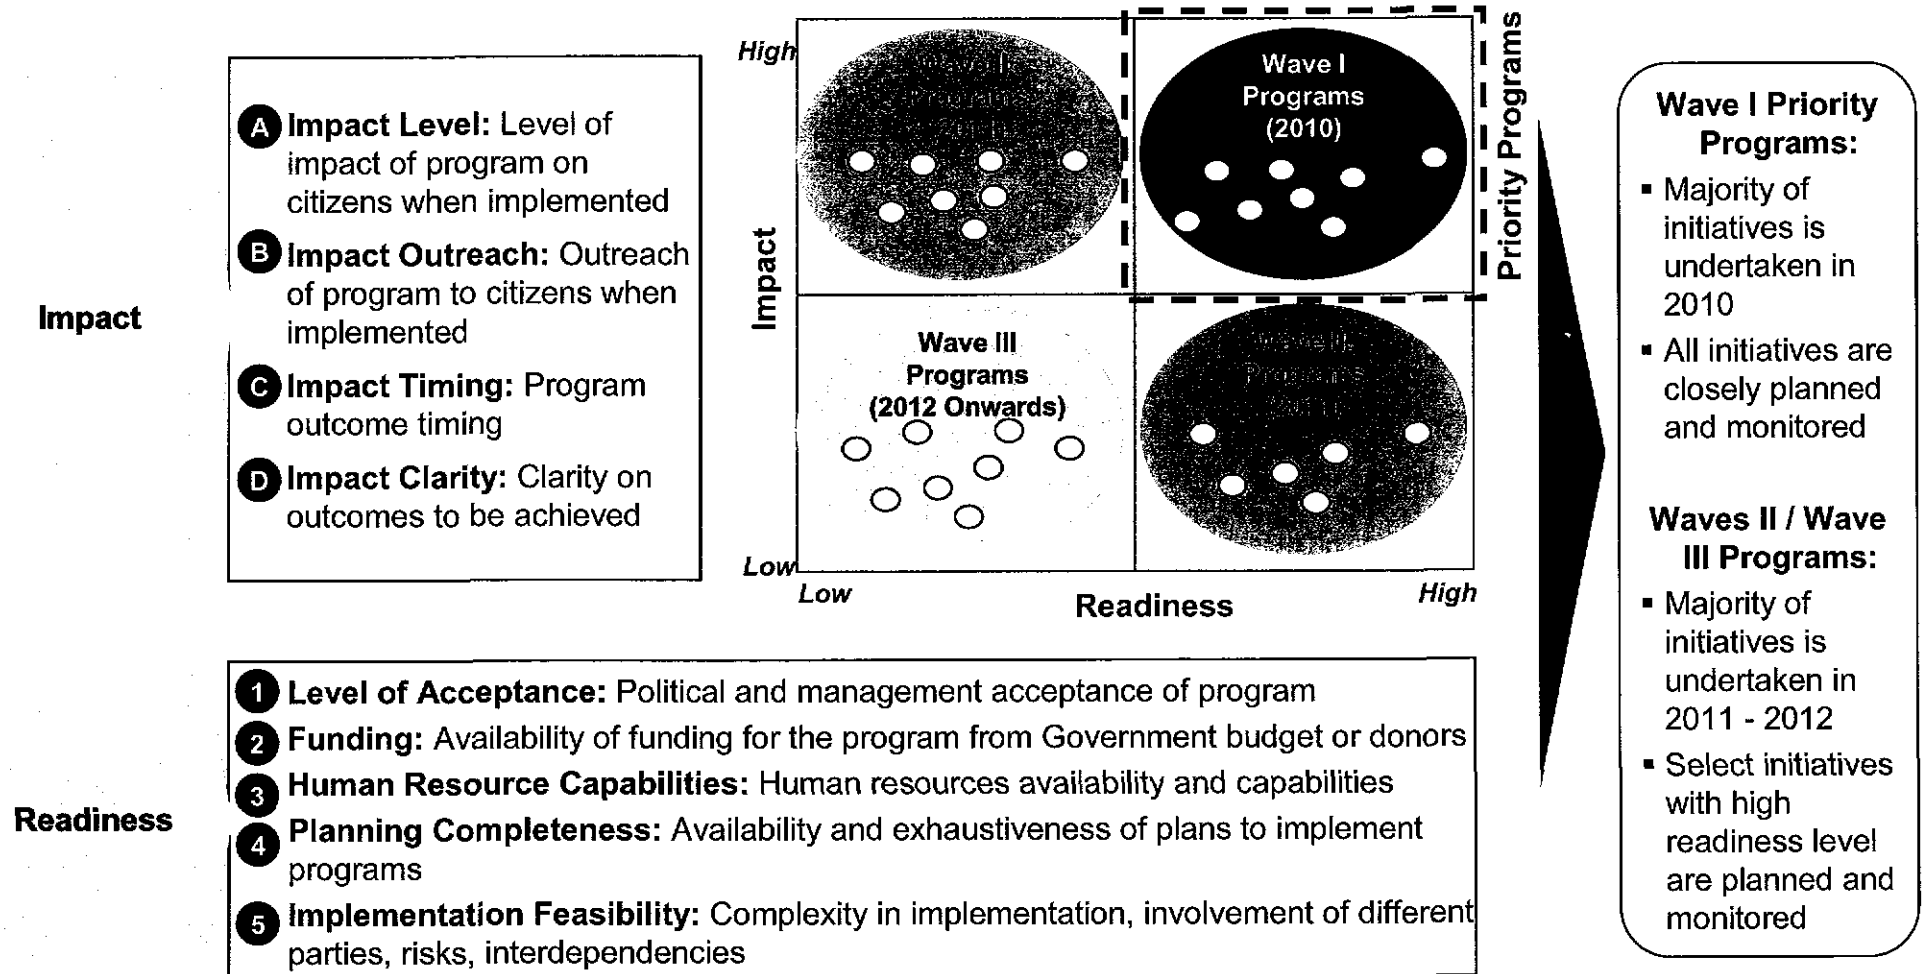 Impact
A Impact Level: Level of
impact of program on
citizens when implemented
B Impact Outreach: Outreach
of program to citizens when
implemented
C Impact Timing: Program
outcome timing
D Impact Clarity: Clarity on
outcomes to be achieved
High
Impact
Low
Low
Readiness
High
Wave II
Programs
Wave I
Programs
(2010)
Priority Programs
Wave III
Programs
(2012 Onwards)
Wave II
Programs
Wave I Priority
Programs:
▪ Majority of
initiatives is
undertaken in
2010
▪ All initiatives are
closely planned
and monitored
Waves II / Wave
III Programs:
▪ Majority of
initiatives is
undertaken in
2011 - 2012
▪ Select initiatives
with high
readiness level
are planned and
monitored
Readiness
1 Level of Acceptance: Political and management acceptance of program
2 Funding: Availability of funding for the program from Government budget or donors
3 Human Resource Capabilities: Human resources availability and capabilities
4 Planning Completeness: Availability and exhaustiveness of plans to implement
programs
5 Implementation Feasibility: Complexity in implementation, involvement of different
parties, risks, interdependencies